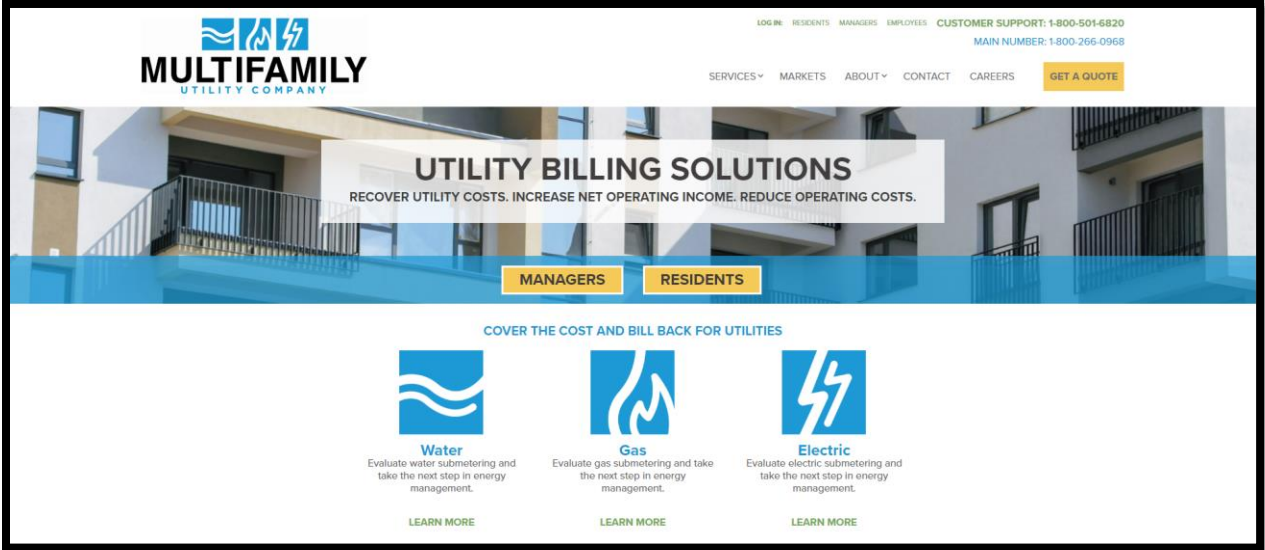 LOG IN: RESIDENTS MANAGERS EMPLOYEES CUSTOMER SUPPORT: 1-800-501-6820
MAIN NUMBER: 1-800-266-0968
MULTIFAMILY
UTILITY COMPANY
SERVICES MARKETS ABOUT CONTACT CAREERS GET A QUOTE
UTILITY BILLING SOLUTIONS
RECOVER UTILITY COSTS. INCREASE NET OPERATING INCOME. REDUCE OPERATING COSTS.
MANAGERS RESIDENTS
COVER THE COST AND BILL BACK FOR UTILITIES
Water
Evaluate water submetering and
take the next step in energy
management.
LEARN MORE
Gas
Evaluate gas submetering and take
the next step in energy
management.
LEARN MORE
Electric
Evaluate electric submetering and
take the next step in energy
management.
LEARN MORE